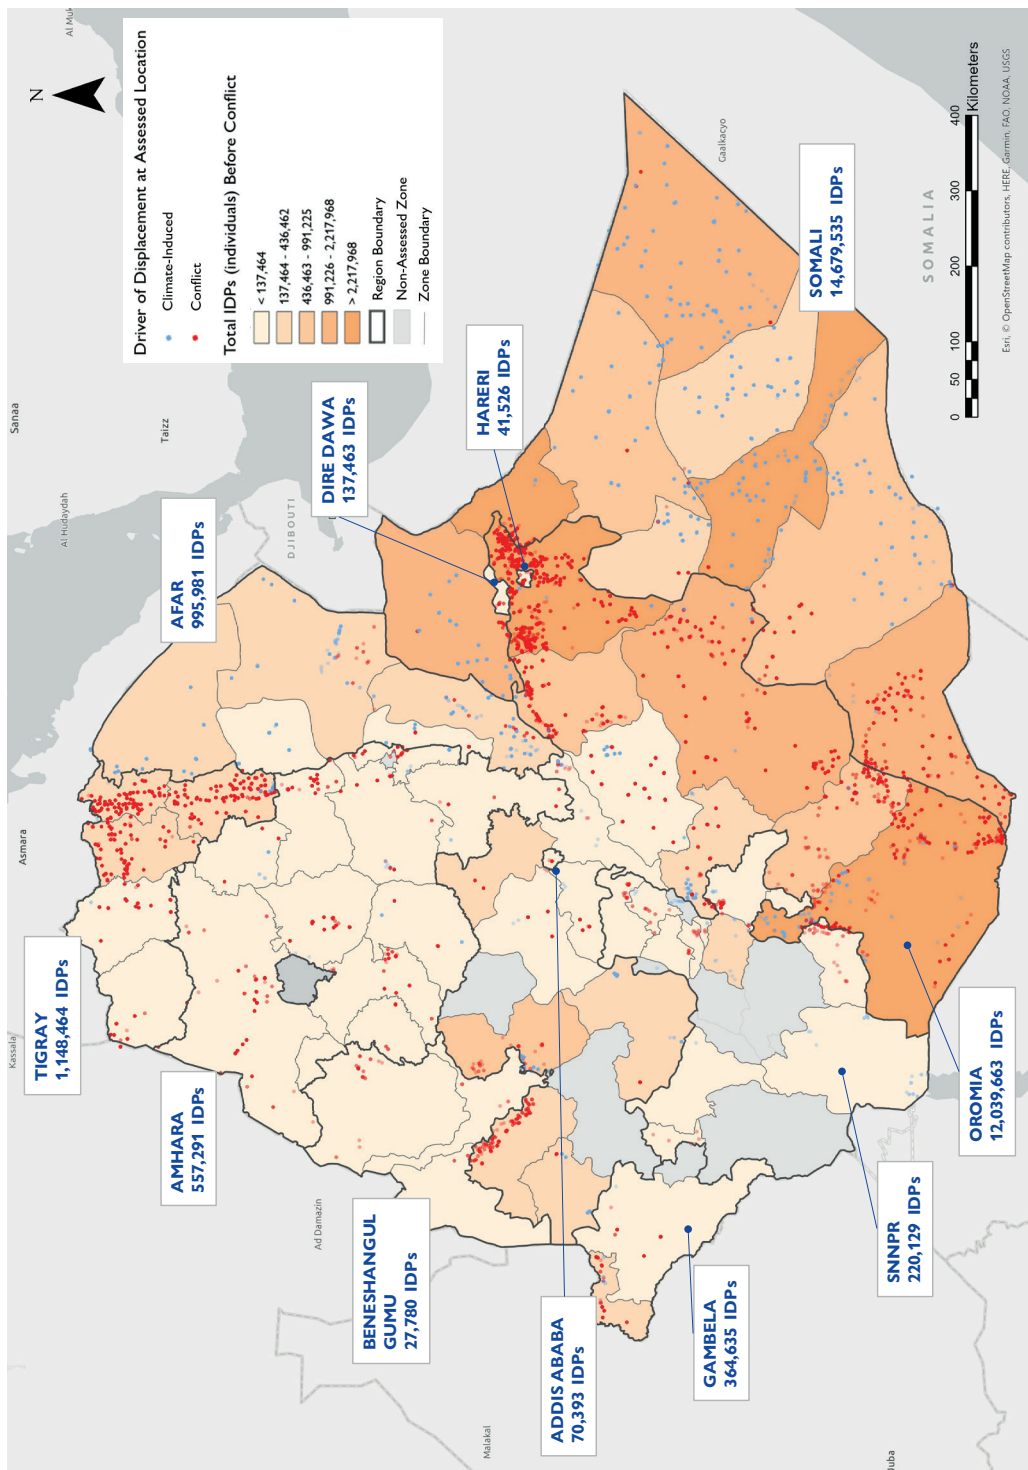 Driver of Displacement at Assessed Location
Climate-Induced
Conflict
Total IDPs (individuals) Before Conflict
< 137,464
137,464 - 436,462
436,463 - 991,225
991,226 - 2,217,968
> 2,217,968
Region Boundary
Non-Assessed Zone
Zone Boundary
N
Al Muk
Sanaa
Taizz
Al Hudaydah
DJIBOUTI
Asmara
Kassala
Ad Damazin
Malakal
Juba
Gaalkacyo
SOMALIA
TIGRAY
1,148,464 IDPs
AFAR
995,981 IDPs
AMHARA
557,291 IDPs
DIRE DAWA
137,463 IDPs
HARERI
41,526 IDPs
BENESHANGUL
GUMU
27,780 IDPs
ADDIS ABABA
70,393 IDPs
GAMBELA
364,635 IDPs
SNNPR
220,129 IDPs
OROMIA
12,039,663 IDPs
SOMALI
14,679,535 IDPs
0 50 100 200 300 400
Kilometers
Esri, © OpenStreetMap contributors, HERE, Garmin, FAO, NOAA, USGS